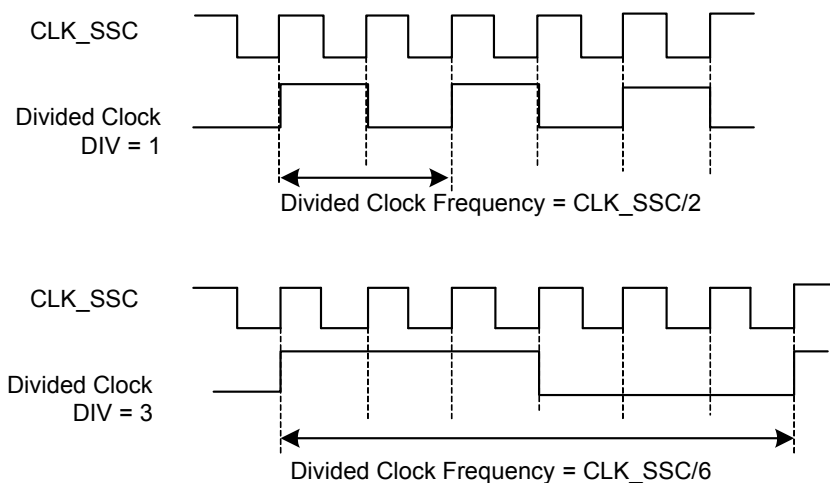 CLK_SSC
Divided Clock
DIV = 1
Divided Clock Frequency = CLK_SSC/2
CLK_SSC
Divided Clock
DIV = 3
Divided Clock Frequency = CLK_SSC/6